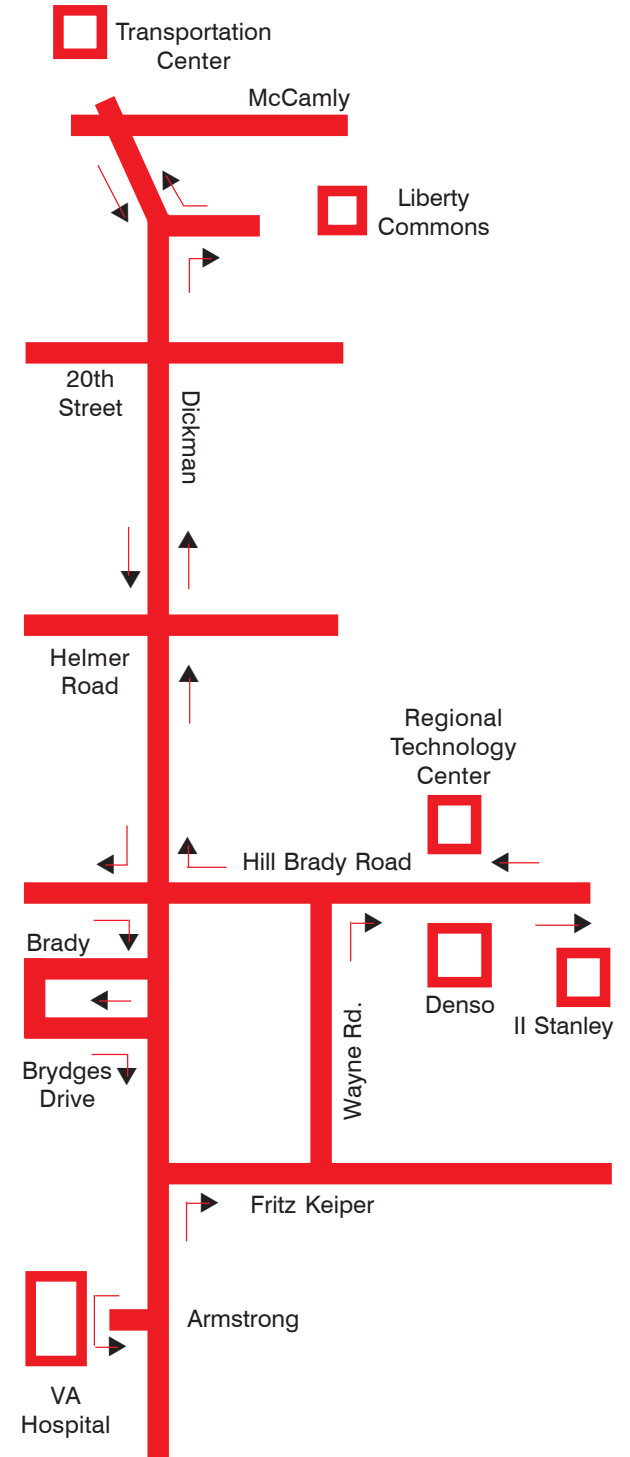 Transportation
Center
McCamly
Liberty
Commons
20th
Street
Dickman
Helmer
Road
Regional
Technology
Center
Hill Brady Road
Brady
Denso
II Stanley
Wayne Rd.
Brydges
Drive
Fritz Keiper
Armstrong
VA
Hospital